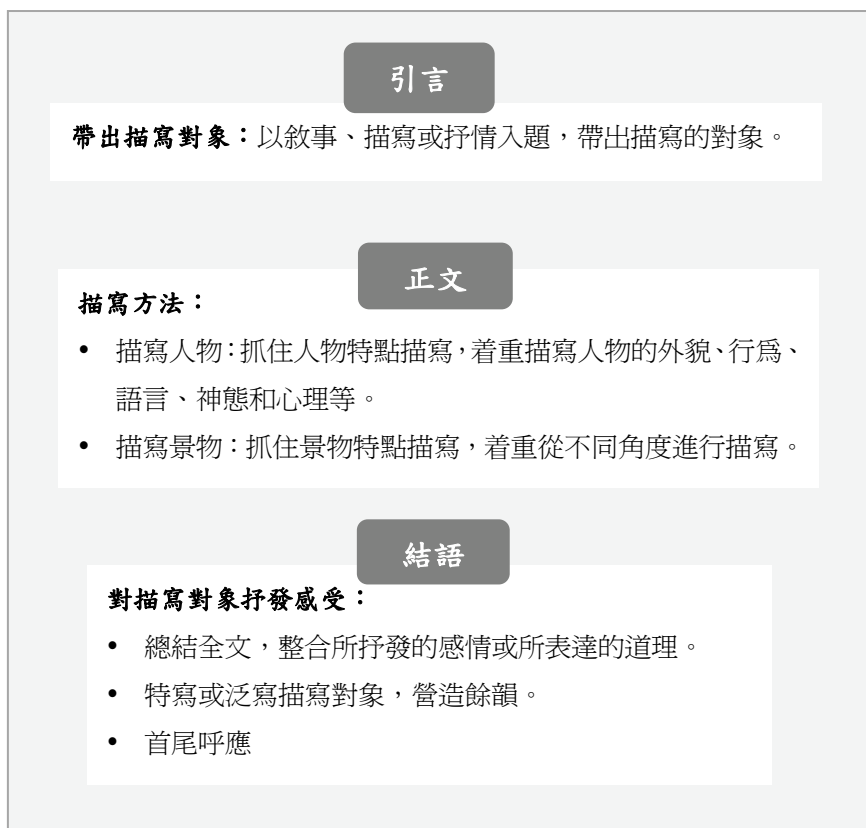 引言
帶出描寫對象：以敘事、描寫或抒情入題，帶出描寫的對象。
正文
描寫方法：
• 描寫人物：抓住人物特點描寫，着重描寫人物的外貌、行爲、
語言、神態和心理等。
• 描寫景物：抓住景物特點描寫，着重從不同角度進行描寫。
結語
對描寫對象抒發感受：
• 總結全文，整合所抒發的感情或所表達的道理。
• 特寫或泛寫描寫對象，營造餘韻。
• 首尾呼應